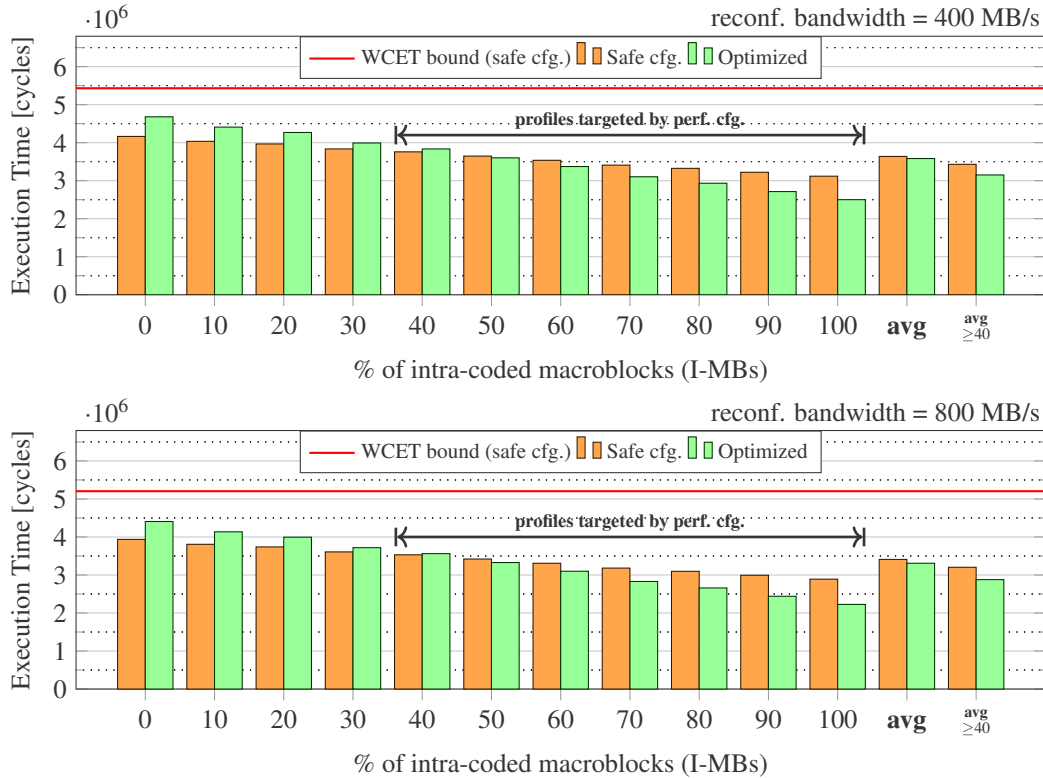 ·10⁶
reconf. bandwidth = 400 MB/s
WCET bound (safe cfg.) Safe cfg. Optimized
profiles targeted by perf. cfg.
Execution Time [cycles]
6
5
4
3
2
1
0
0 10 20 30 40 50 60 70 80 90 100 avg avg ≥40
% of intra-coded macroblocks (I-MBs)
·10⁶
reconf. bandwidth = 800 MB/s
WCET bound (safe cfg.) Safe cfg. Optimized
profiles targeted by perf. cfg.
Execution Time [cycles]
6
5
4
3
2
1
0
0 10 20 30 40 50 60 70 80 90 100 avg avg ≥40
% of intra-coded macroblocks (I-MBs)